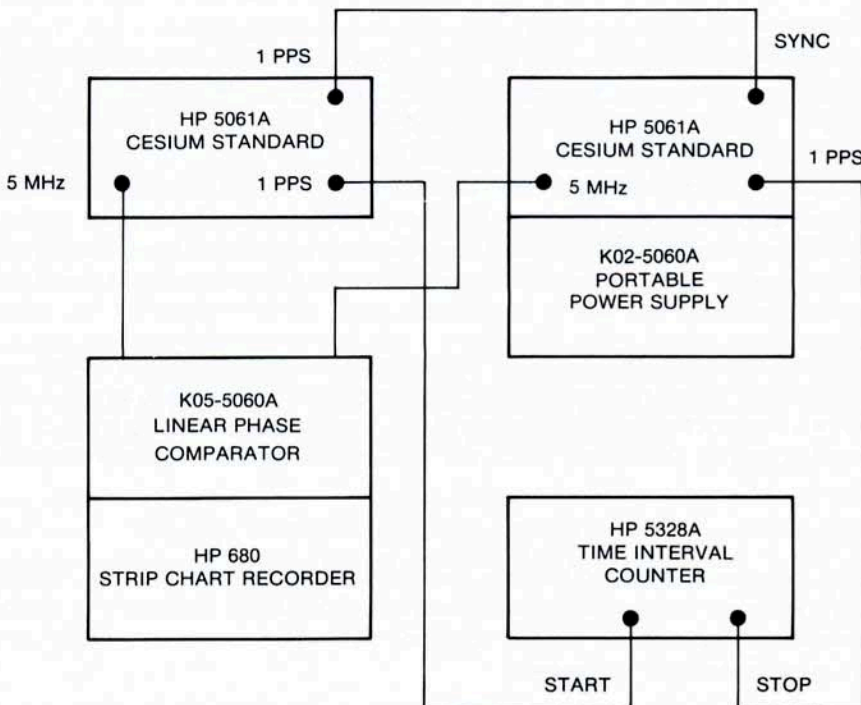 1 PPS
SYNC
HP 5061A
CESIUM STANDARD
5 MHz
1 PPS
HP 5061A
CESIUM STANDARD
1 PPS
5 MHz
K02-5060A
PORTABLE
POWER SUPPLY
K05-5060A
LINEAR PHASE
COMPARATOR
HP 680
STRIP CHART RECORDER
HP 5328A
TIME INTERVAL
COUNTER
START
STOP